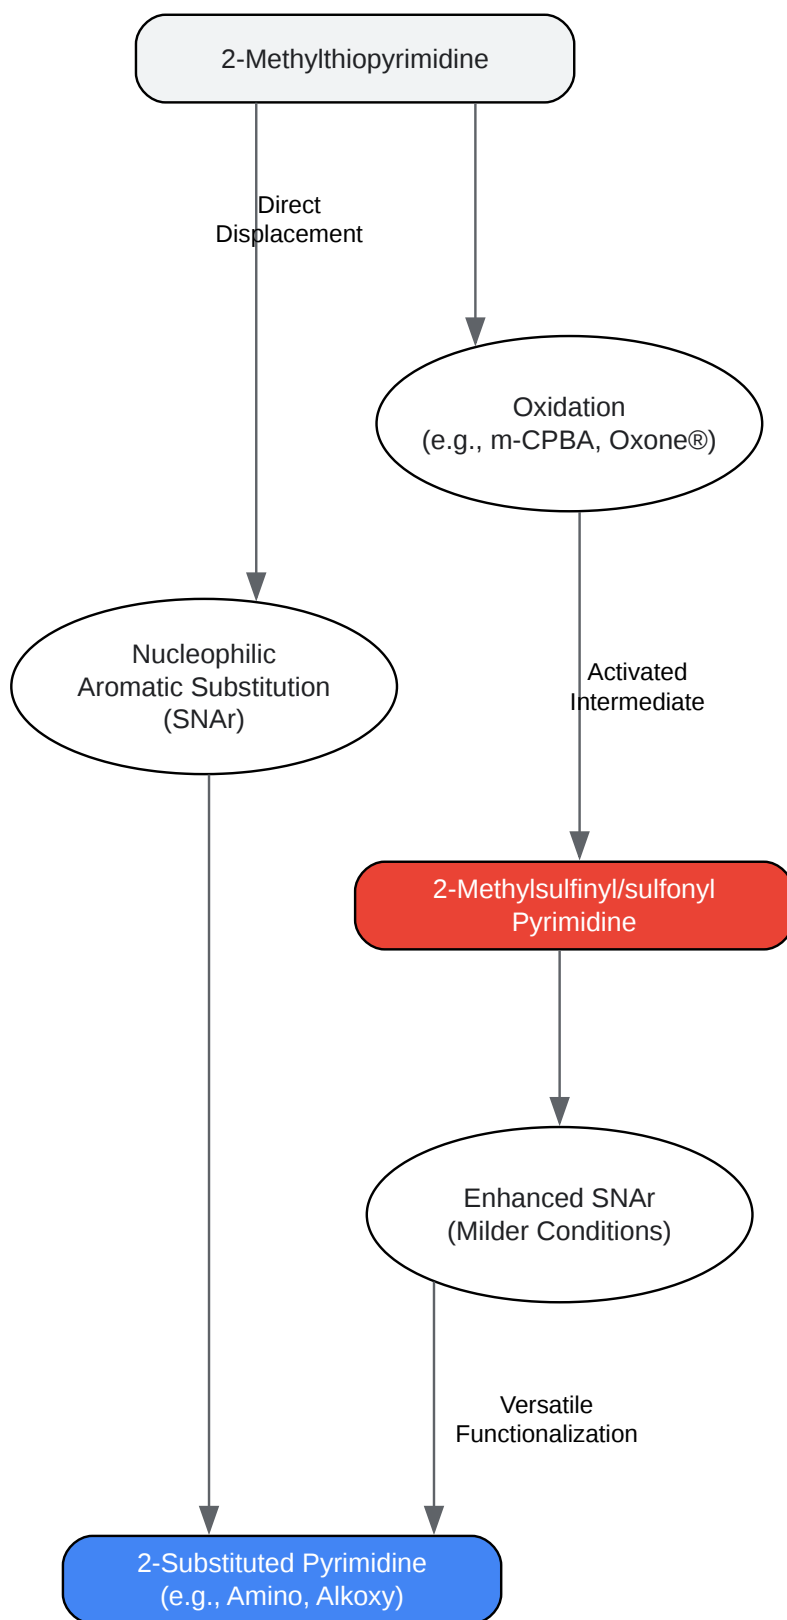 2-Methylthiopyrimidine
Direct
Displacement
Oxidation
(e.g., m-CPBA, Oxone®)
Nucleophilic
Aromatic Substitution
(SNAr)
Activated
Intermediate
2-Methylsulfinyl/sulfonyl
Pyrimidine
Enhanced SNAr
(Milder Conditions)
Versatile
Functionalization
2-Substituted Pyrimidine
(e.g., Amino, Alkoxy)